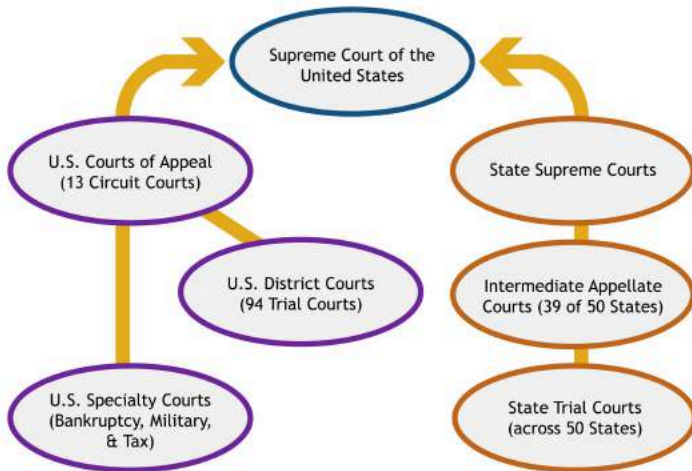 Supreme Court of the
United States
U.S. Courts of Appeal
(13 Circuit Courts)
State Supreme Courts
U.S. District Courts
(94 Trial Courts)
Intermediate Appellate
Courts (39 of 50 States)
U.S. Specialty Courts
(Bankruptcy, Military,
& Tax)
State Trial Courts
(across 50 States)